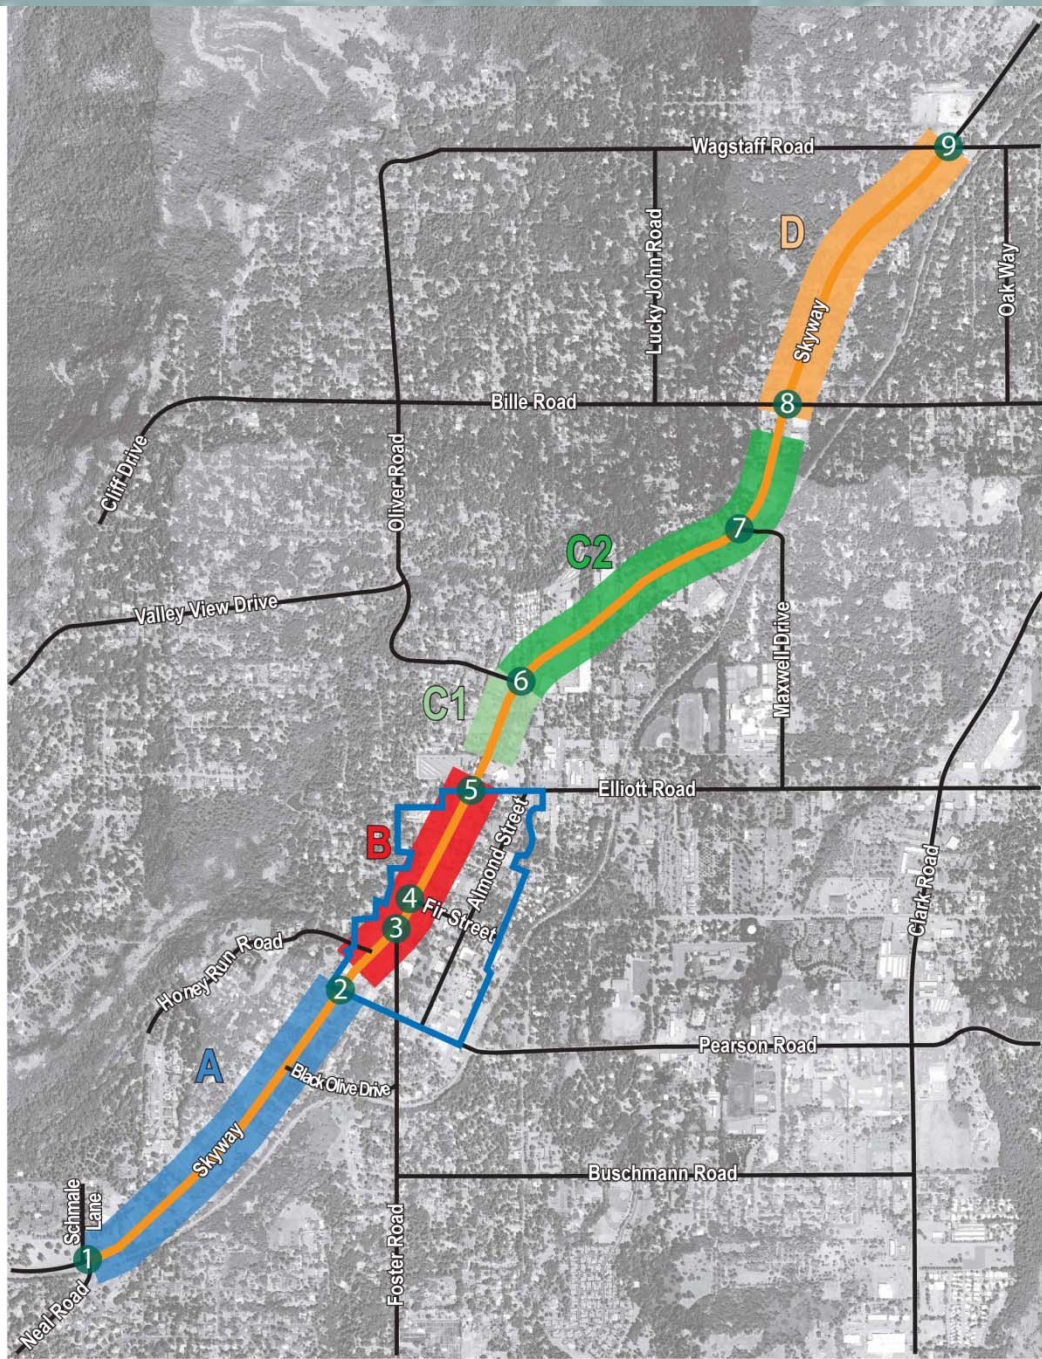 Wagstaff Road
9
D
Lucky John Road
Oak Way
Skyway
Bille Road
8
Cliff Drive
Oliver Road
7
C2
Valley View Drive
Maxwell Drive
6
C1
5
Elliott Road
B
Almond Street
4
Fir Street
3
Clark Road
Honey Run Road
2
Pearson Road
A
Black Olive Drive
Skyway
Buschmann Road
Schmale
Lane
1
Foster Road
Neal Road